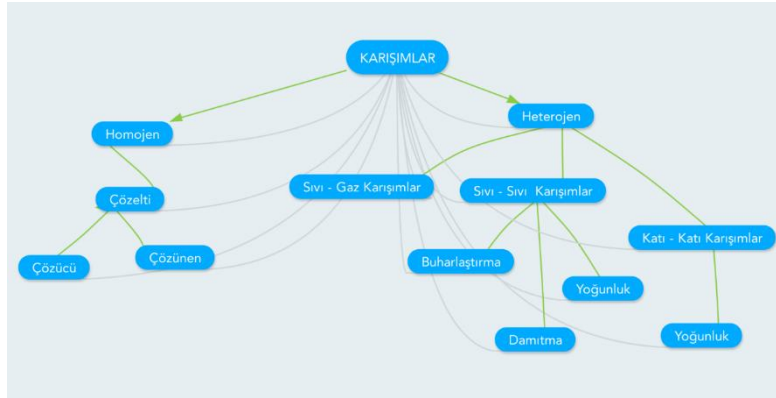 KARIŞIMLAR
Homojen
Heterojen
Çözelti
Sıvı - Gaz Karışımlar
Sıvı - Sıvı Karışımlar
Katı - Katı Karışımlar
Çözücü
Çözünen
Buharlaştırma
Yoğunluk
Damıtma
Yoğunluk